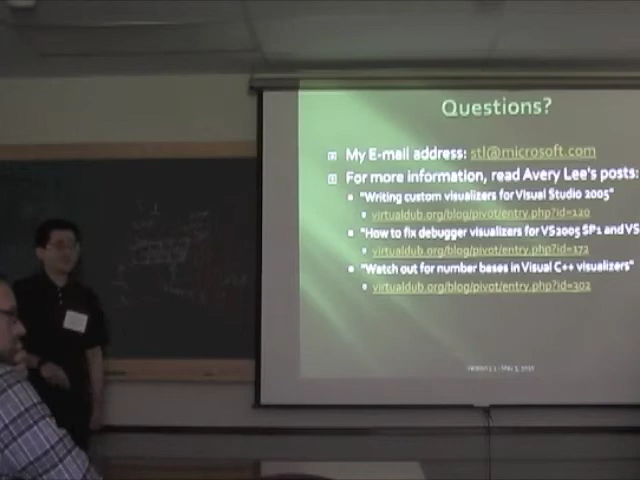 Questions?
My E-mail address: stl@microsoft.com
For more information, read Avery Lee's posts:
"Writing custom visualizers for Visual Studio 2005"
virtualdub.org/blog/pivot/entry.php?id=120
"How to fix debugger visualizers for VS2005 SP1 and VS
virtualdub.org/blog/pivot/entry.php?id=172
"Watch out for number bases in Visual C++ visualizers"
virtualdub.org/blog/pivot/entry.php?id=302